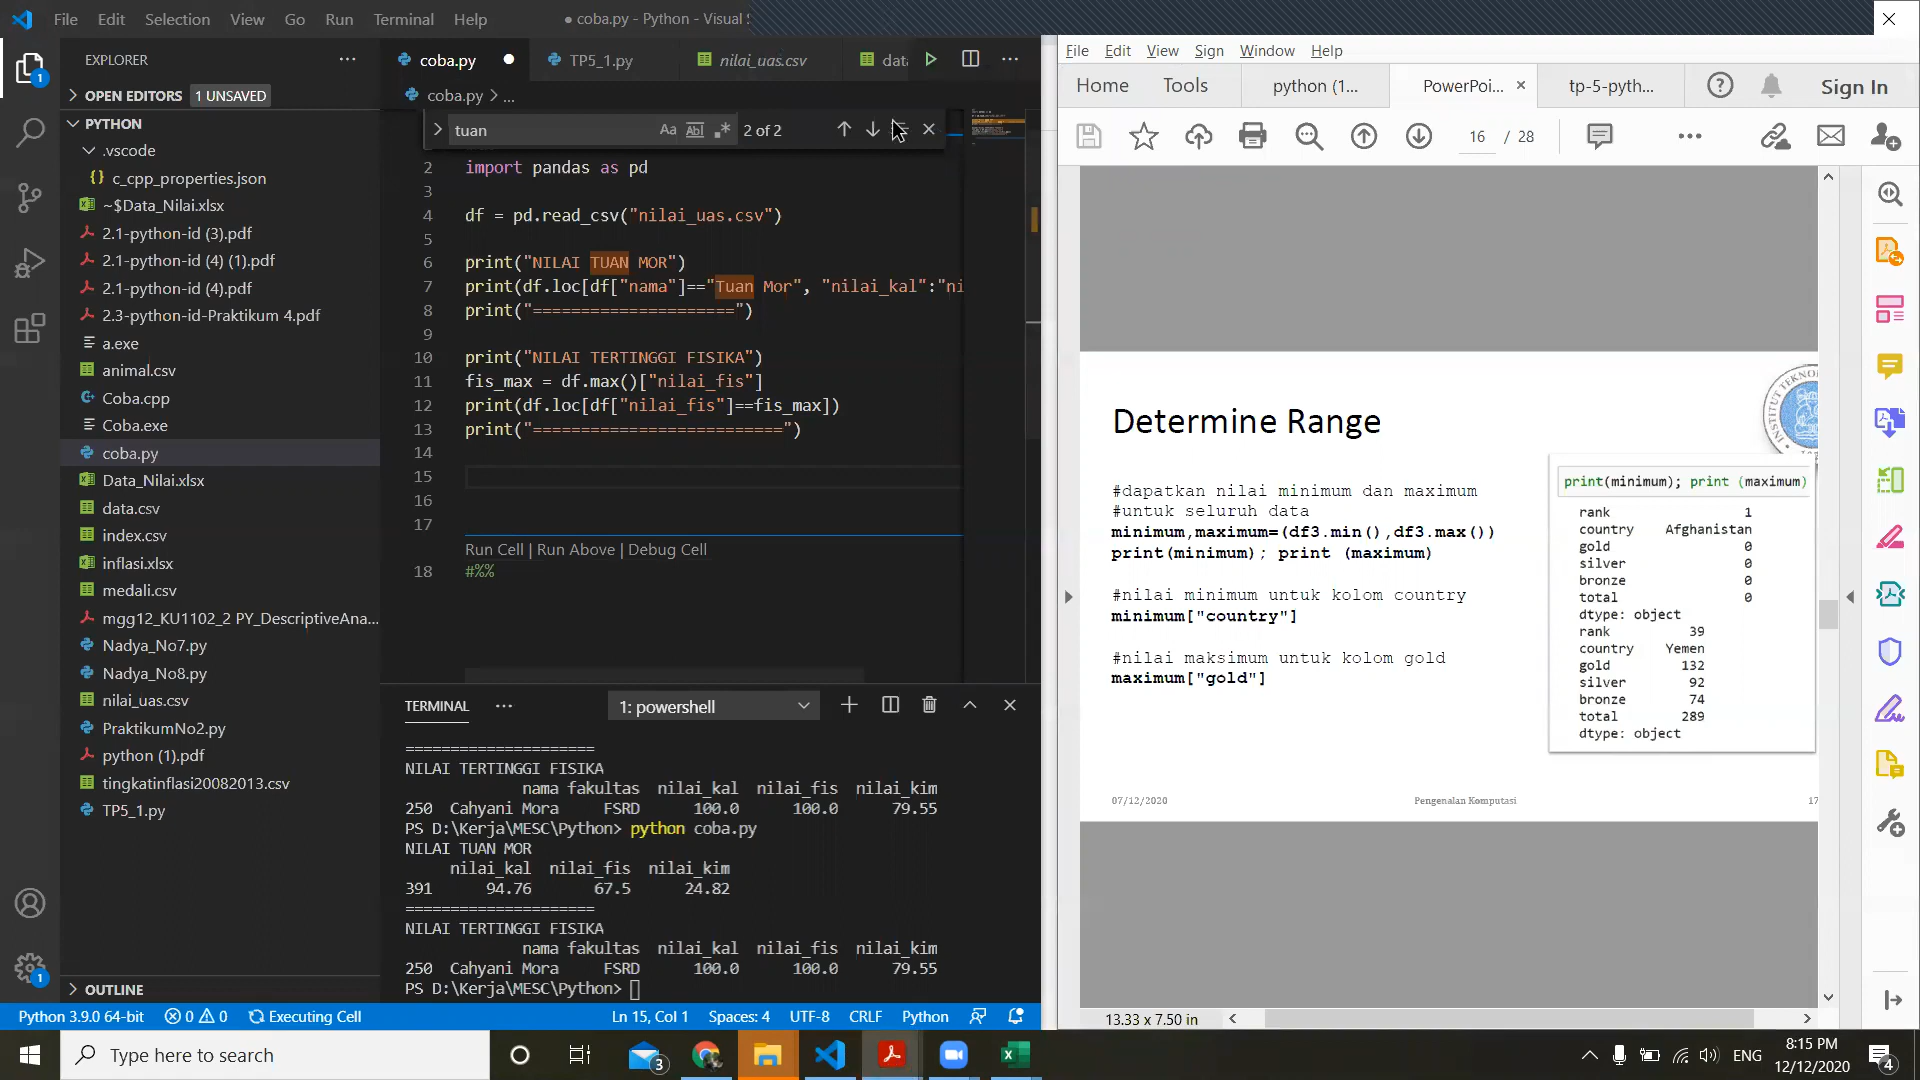 File Edit Selection View Go Run Terminal Help ● coba.py - Python - Visual S
EXPLORER
OPEN EDITORS 1 UNSAVED
PYTHON
.vscode
c_cpp_properties.json
~$Data_Nilai.xlsx
2.1-python-id (3).pdf
2.1-python-id (4) (1).pdf
2.1-python-id (4).pdf
2.3-python-id-Praktikum 4.pdf
a.exe
animal.csv
Coba.cpp
Coba.exe
coba.py
Data_Nilai.xlsx
data.csv
index.csv
inflasi.xlsx
medali.csv
mgg12_KU1102_2 PY_DescriptiveAna...
Nadya_No7.py
Nadya_No8.py
nilai_uas.csv
PraktikumNo2.py
python (1).pdf
tingkatinflasi20082013.csv
TP5_1.py
OUTLINE
coba.py TP5_1.py nilai_uas.csv data
coba.py > ...
tuan Aa Abl .* 2 of 2
2 import pandas as pd
3
4 df = pd.read_csv("nilai_uas.csv")
5
6 print("NILAI TUAN MOR")
7 print(df.loc[df["nama"]=="Tuan Mor", "nilai_kal":"ni
8 print("=====================")
9
10 print("NILAI TERTINGGI FISIKA")
11 fis_max = df.max()["nilai_fis"]
12 print(df.loc[df["nilai_fis"]==fis_max])
13 print("==========================")
14
15
16
17
Run Cell | Run Above | Debug Cell
18 #%%
TERMINAL ... 1: powershell
=====================
NILAI TERTINGGI FISIKA
nama fakultas nilai_kal nilai_fis nilai_kim
250 Cahyani Mora FSRD 100.0 100.0 79.55
PS D:\Kerja\MESC\Python> python coba.py
NILAI TUAN MOR
nilai_kal nilai_fis nilai_kim
391 94.76 67.5 24.82
=====================
NILAI TERTINGGI FISIKA
nama fakultas nilai_kal nilai_fis nilai_kim
250 Cahyani Mora FSRD 100.0 100.0 79.55
PS D:\Kerja\MESC\Python>
Python 3.9.0 64-bit 0 0 Executing Cell Ln 15, Col 1 Spaces: 4 UTF-8 CRLF Python
File Edit View Sign Window Help
Home Tools python (1... PowerPoi... tp-5-pyth... Sign In
16 / 28
Determine Range
#dapatkan nilai minimum dan maximum
#untuk seluruh data
minimum,maximum=(df3.min(),df3.max())
print(minimum); print (maximum)
#nilai minimum untuk kolom country
minimum["country"]
#nilai maksimum untuk kolom gold
maximum["gold"]
INSTITUT TEKNOL
print(minimum); print (maximum)
rank 1
country Afghanistan
gold 0
silver 0
bronze 0
total 0
dtype: object
rank 39
country Yemen
gold 132
silver 92
bronze 74
total 289
dtype: object
07/12/2020 Pengenalan Komputasi 17
13.33 x 7.50 in
Type here to search
3
ENG
8:15 PM
12/12/2020
4